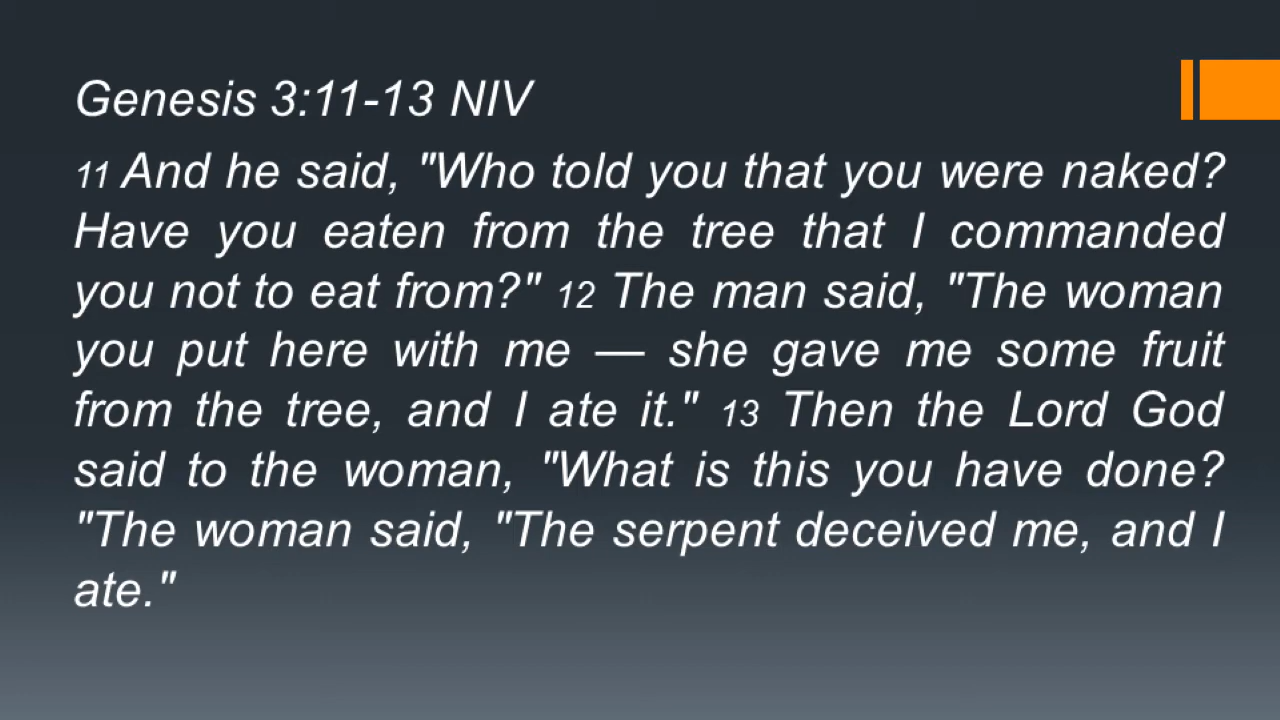 Genesis 3:11-13 NIV
11 And he said, "Who told you that you were naked?
Have you eaten from the tree that I commanded
you not to eat from?" 12 The man said, "The woman
you put here with me — she gave me some fruit
from the tree, and I ate it." 13 Then the Lord God
said to the woman, "What is this you have done?
"The woman said, "The serpent deceived me, and I
ate."